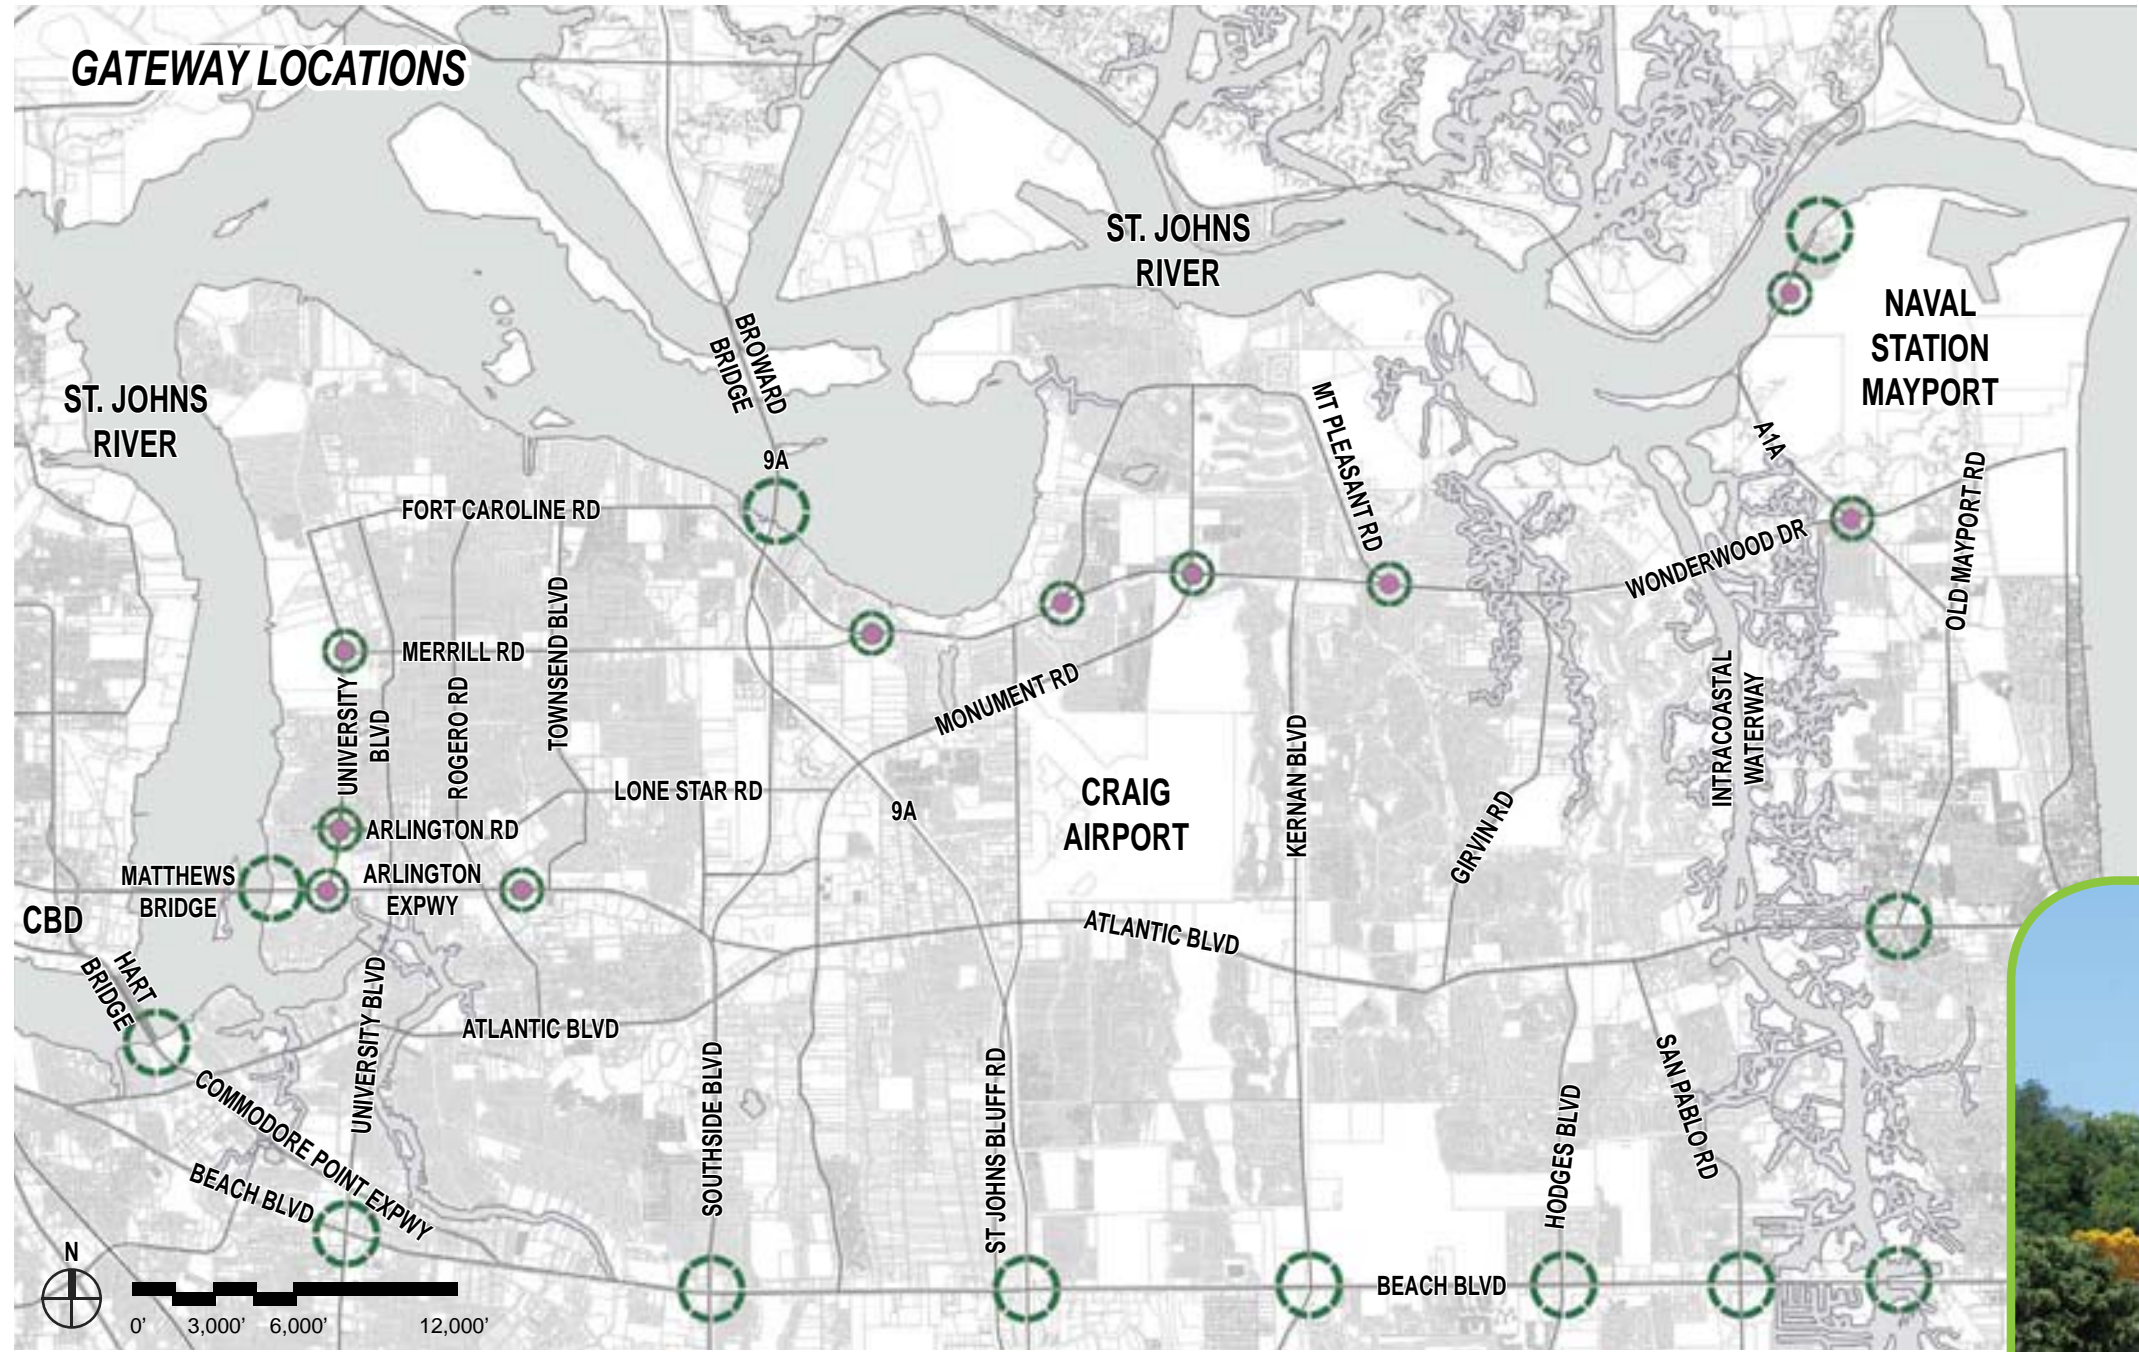 GATEWAY LOCATIONS
ST. JOHNS
RIVER
NAVAL
STATION
MAYPORT
BROWARD
BRIDGE
ST. JOHNS
RIVER
MT PLEASANT RD
A1A
9A
OLD MAYPORT RD
FORT CAROLINE RD
WONDERWOOD DR
TOWNSEND BLVD
MERRILL RD
UNIVERSITY
BLVD
ROGERO RD
MONUMENT RD
INTRACOASTAL
WATERWAY
KERNAN BLVD
LONE STAR RD
CRAIG
AIRPORT
9A
GIRVIN RD
ARLINGTON RD
MATTHEWS
BRIDGE
ARLINGTON
EXPWY
CBD
ATLANTIC BLVD
HART
BRIDGE
UNIVERSITY BLVD
ATLANTIC BLVD
COMMODORE POINT EXPWY
SOUTHSIDE BLVD
ST JOHNS BLUFF RD
HODGES BLVD
SAN PABLO RD
BEACH BLVD
BEACH BLVD
N
0' 3,000' 6,000' 12,000'